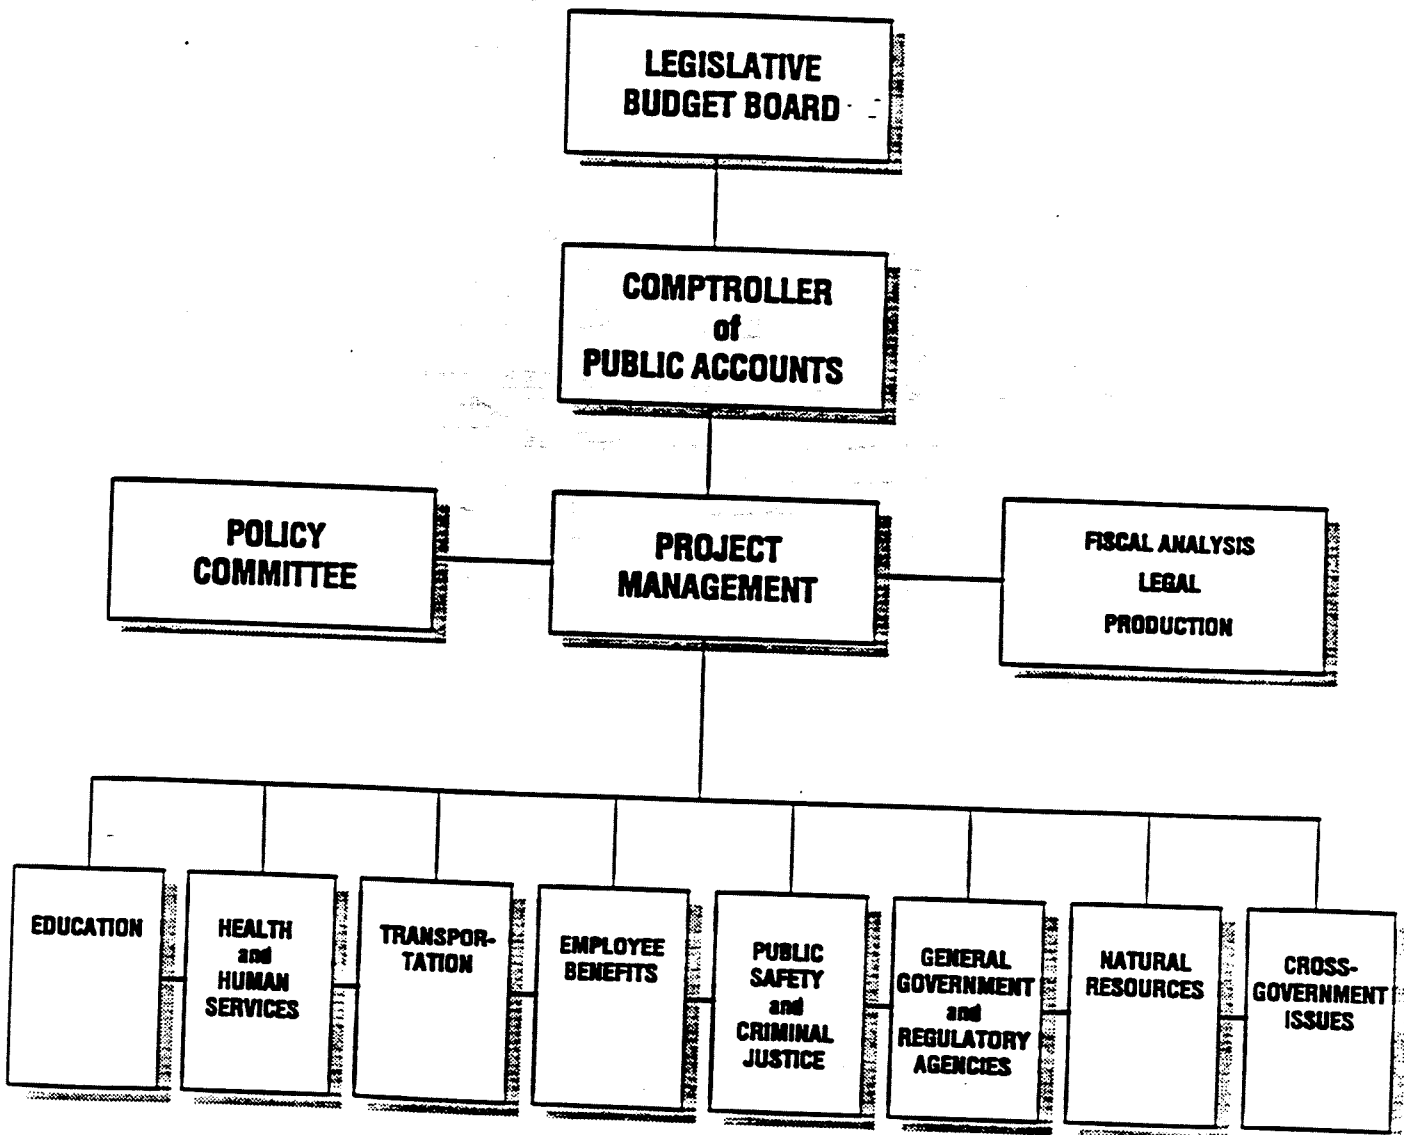 LEGISLATIVE
BUDGET BOARD
COMPTROLLER
of
PUBLIC ACCOUNTS
POLICY
COMMITTEE
PROJECT
MANAGEMENT
FISCAL ANALYSIS
LEGAL
PRODUCTION
EDUCATION
HEALTH
and
HUMAN
SERVICES
TRANSPOR-
TATION
EMPLOYEE
BENEFITS
PUBLIC
SAFETY
and
CRIMINAL
JUSTICE
GENERAL
GOVERNMENT
and
REGULATORY
AGENCIES
NATURAL
RESOURCES
CROSS-
GOVERNMENT
ISSUES